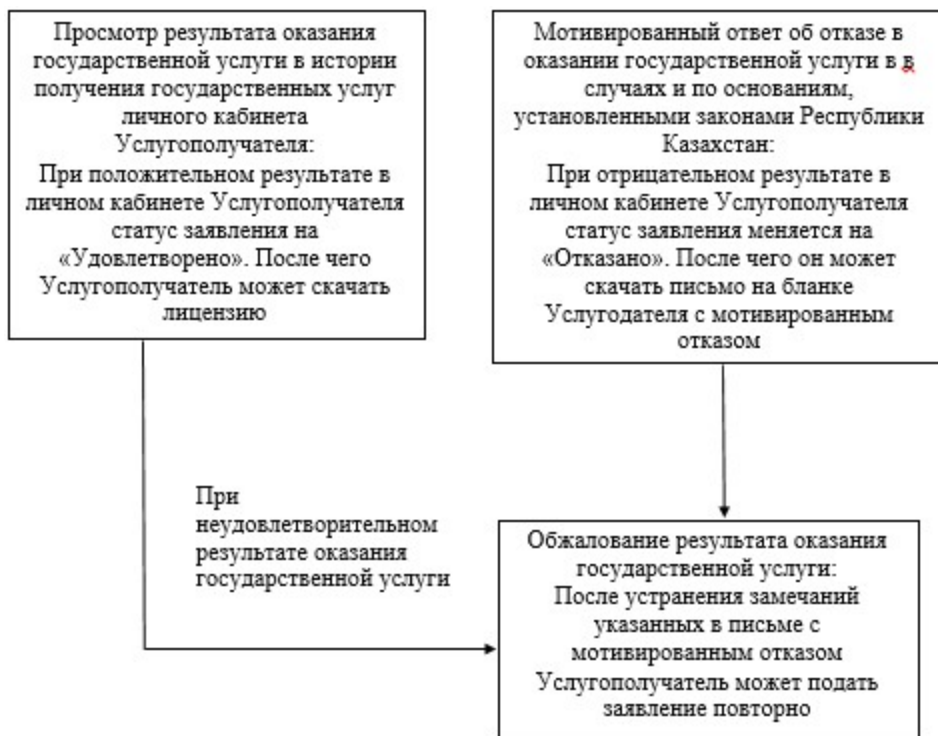 Просмотр результата оказания
государственной услуги в истории
получения государственных услуг
личного кабинета
Услугополучателя:
При положительном результате в
личном кабинете Услугополучателя
статус заявления на
«Удовлетворено». После чего
Услугополучатель может скачать
лицензию
Мотивированный ответ об отказе в
оказании государственной услуги в в
случаях и по основаниям,
установленными законами Республики
Казахстан:
При отрицательном результате в
личном кабинете Услугополучателя
статус заявления меняется на
«Отказано». После чего он может
скачать письмо на бланке
Услугодателя с мотивированным
отказом
При
неудовлетворительном
результате оказания
государственной услуги
Обжалование результата оказания
государственной услуги:
После устранения замечаний
указанных в письме с
мотивированным отказом
Услугополучатель может подать
заявление повторно